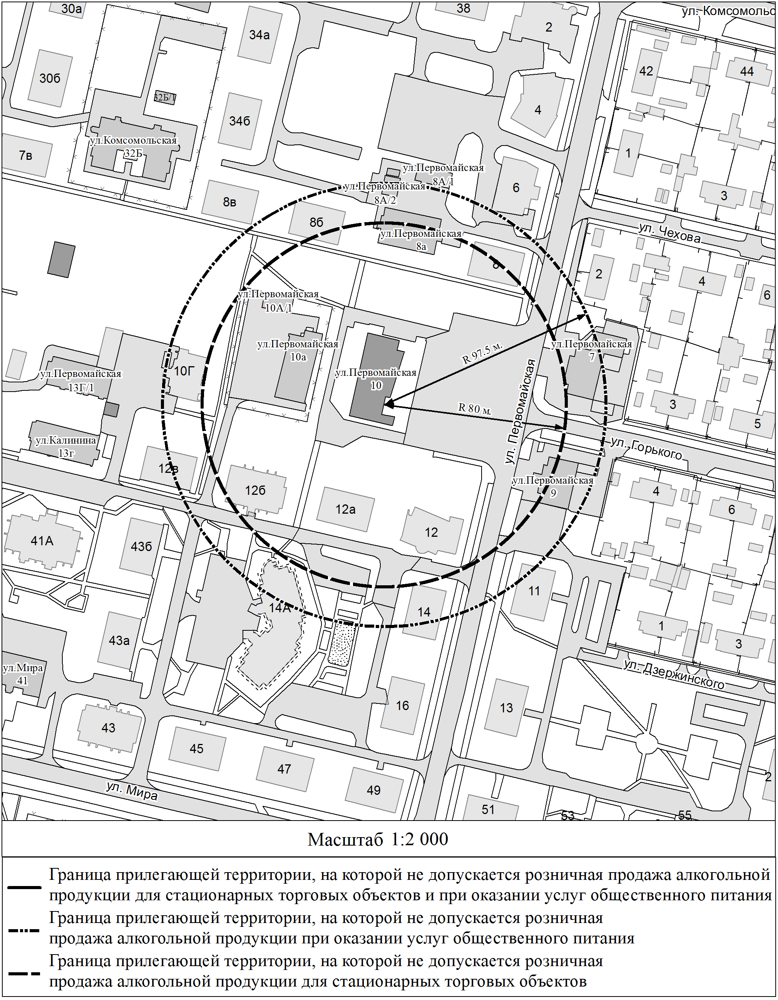 30а
38
ул. Комсомольс
34а
2
42
44
30б
32Б/1
4
34б
ул.Комсомольская
32Б
7в
1
ул.Первомайская
8А/1
ул.Первомайская
8А/2
6
3
8в
8б
ул.Первомайская
8а
ул. Чехова
8
2
4
6
ул.Первомайская
10А/1
ул.Первомайская
10а
R 97.5 м.
ул.Первомайская
7
ул.Первомайская
13Г/1
10Г
ул.Первомайская
10
R 80 м.
ул. Первомайская
3
5
ул.Калинина
13г
ул. Горького
12в
12б
ул.Первомайская
9
4
6
12а
12
41А
43б
11
14А
14
1
3
43а
ул.Мира
41
ул. Дзержинского
16
13
43
45
47
49
2
ул. Мира
51
53
55
Масштаб 1:2 000
Граница прилегающей территории, на которой не допускается розничная продажа алкогольной
продукции для стационарных торговых объектов и при оказании услуг общественного питания
Граница прилегающей территории, на которой не допускается розничная
продажа алкогольной продукции при оказании услуг общественного питания
Граница прилегающей территории, на которой не допускается розничная
продажа алкогольной продукции для стационарных торговых объектов